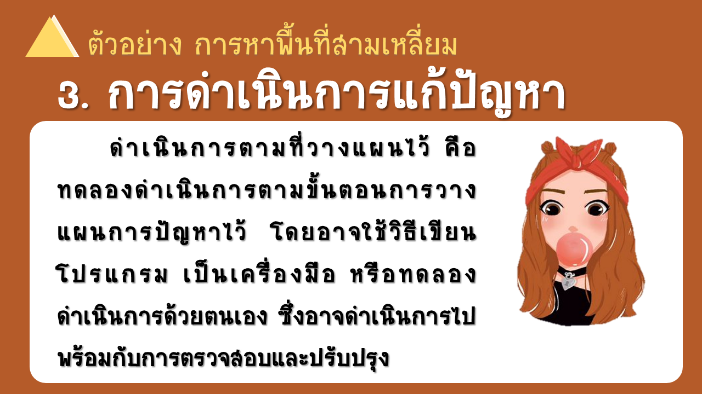 ตัวอย่าง การหาพื้นที่สามเหลี่ยม
3. การดำเนินการแก้ปัญหา
ดำเนินการตามที่วางแผนไว้ คือ
ทดลองดำเนินการตามขั้นตอนการวาง
แผนการปัญหาไว้ โดยอาจใช้วิธีเขียน
โปรแกรม เป็นเครื่องมือ หรือทดลอง
ดำเนินการด้วยตนเอง ซึ่งอาจดำเนินการไป
พร้อมกับการตรวจสอบและปรับปรุง